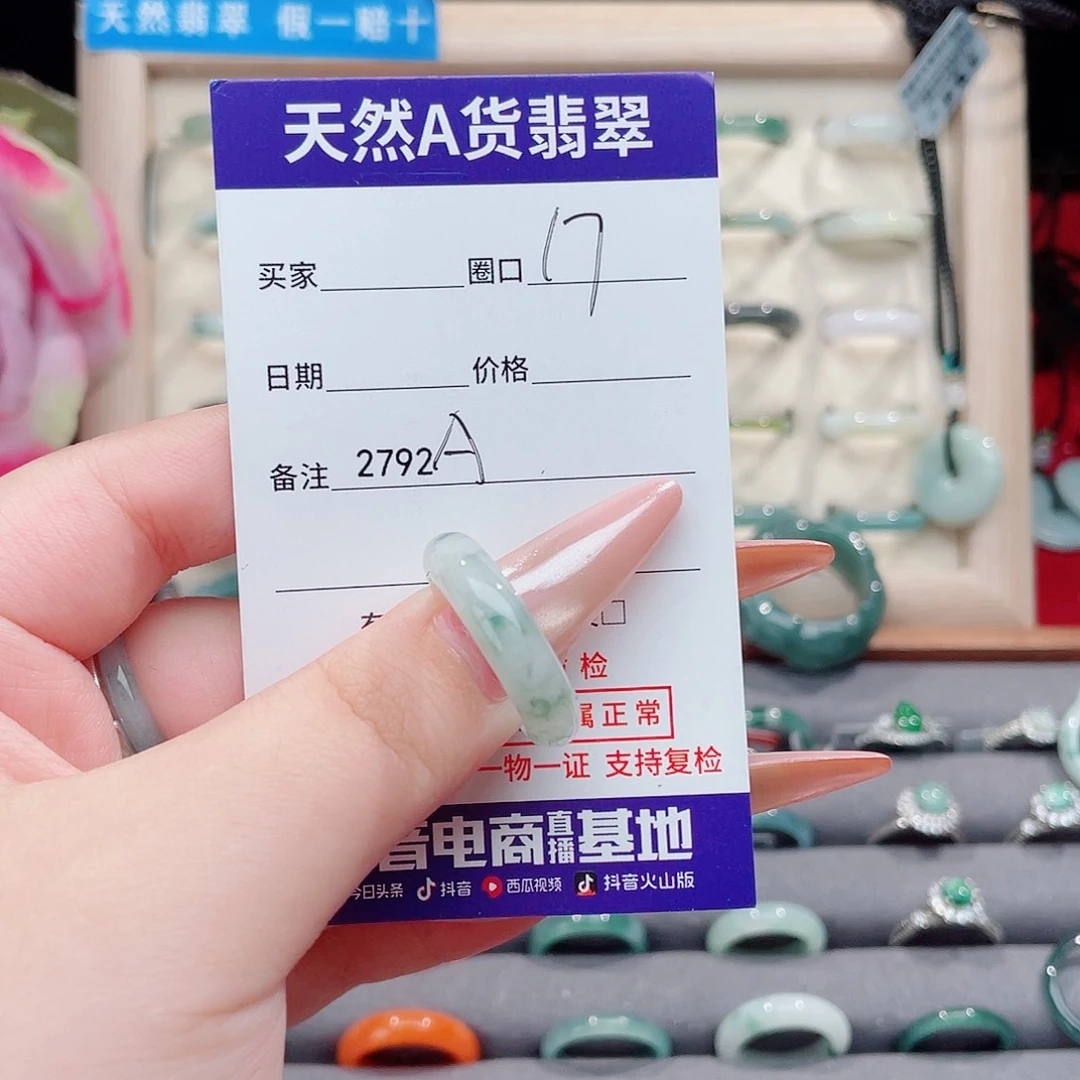 天然翡翠 假一赔十
天然A货翡翠
买家 圈口 17
日期 价格
备注 2792A
检
属正常
一物一证 支持复检
音电商直播基地
今日头条 抖音 西瓜视频 抖音火山版